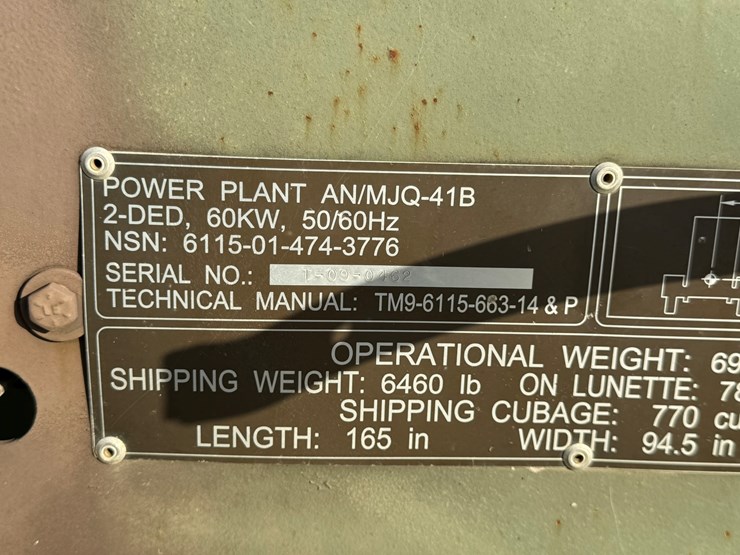 POWER PLANT AN/MJQ-41B
2-DED, 60KW, 50/60Hz
NSN: 6115-01-474-3776
SERIAL NO.:
TECHNICAL MANUAL: TM9-6115-663-14 & P
OPERATIONAL WEIGHT:
SHIPPING WEIGHT: 6460 lb ON LUNETTE:
SHIPPING CUBAGE: 770 cu
LENGTH: 165 in WIDTH: 94.5 in